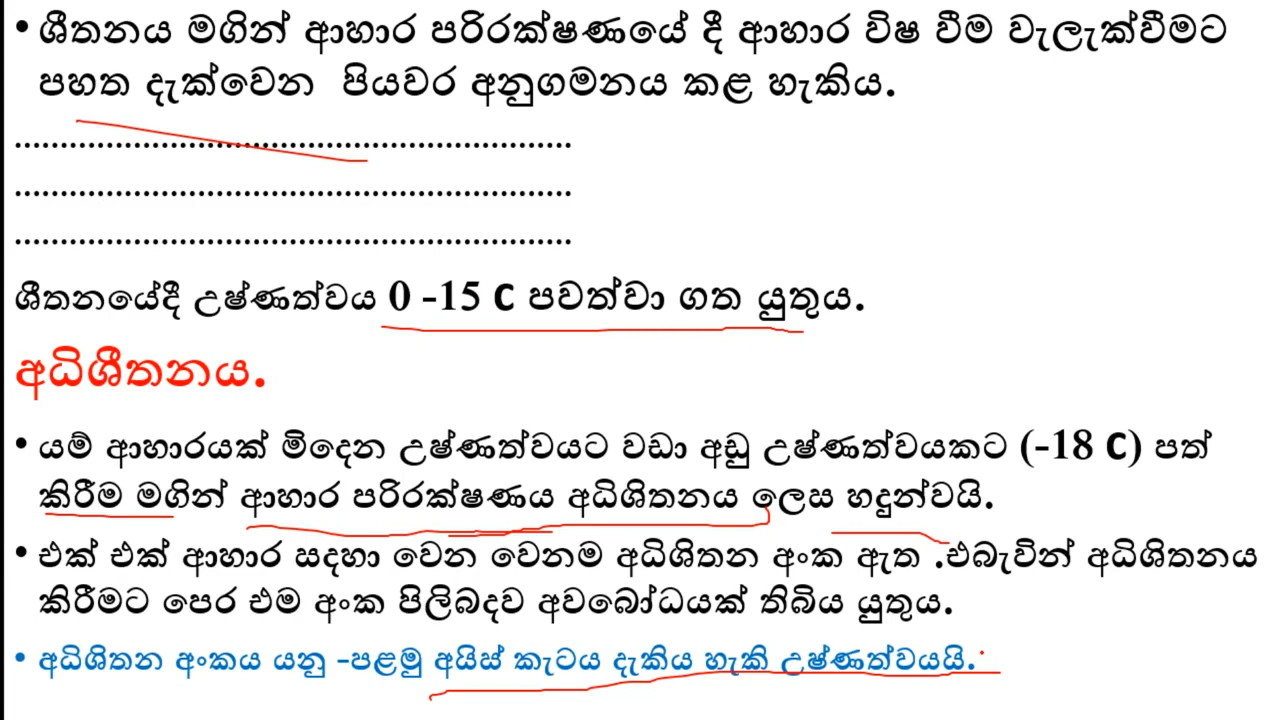 • ශීතනය මගින් ආහාර පරිරක්ෂණයේ දී ආහාර විෂ වීම වැලැක්වීමට
පහත දැක්වෙන පියවර අනුගමනය කළ හැකිය.
..............................................................
..............................................................
..............................................................
ශීතනයේදී උෂ්ණත්වය 0 -15 C පවත්වා ගත යුතුය.
අධිශීතනය.
• යම් ආහාරයක් මිදෙන උෂ්ණත්වයට වඩා අඩු උෂ්ණත්වයකට (-18 C) පත්
කිරීම මගින් ආහාර පරිරක්ෂණය අධිශිතනය ලෙස හදුන්වයි.
• එක් එක් ආහාර සදහා වෙන වෙනම අධිශිතන අංක ඇත .එබැවින් අධිශිතනය
කිරීමට පෙර එම අංක පිලිබදව අවබෝධයක් තිබිය යුතුය.
• අධිශිතන අංකය යනු -පළමු අයිස් කැටය දැකිය හැකි උෂ්ණත්වයයි.